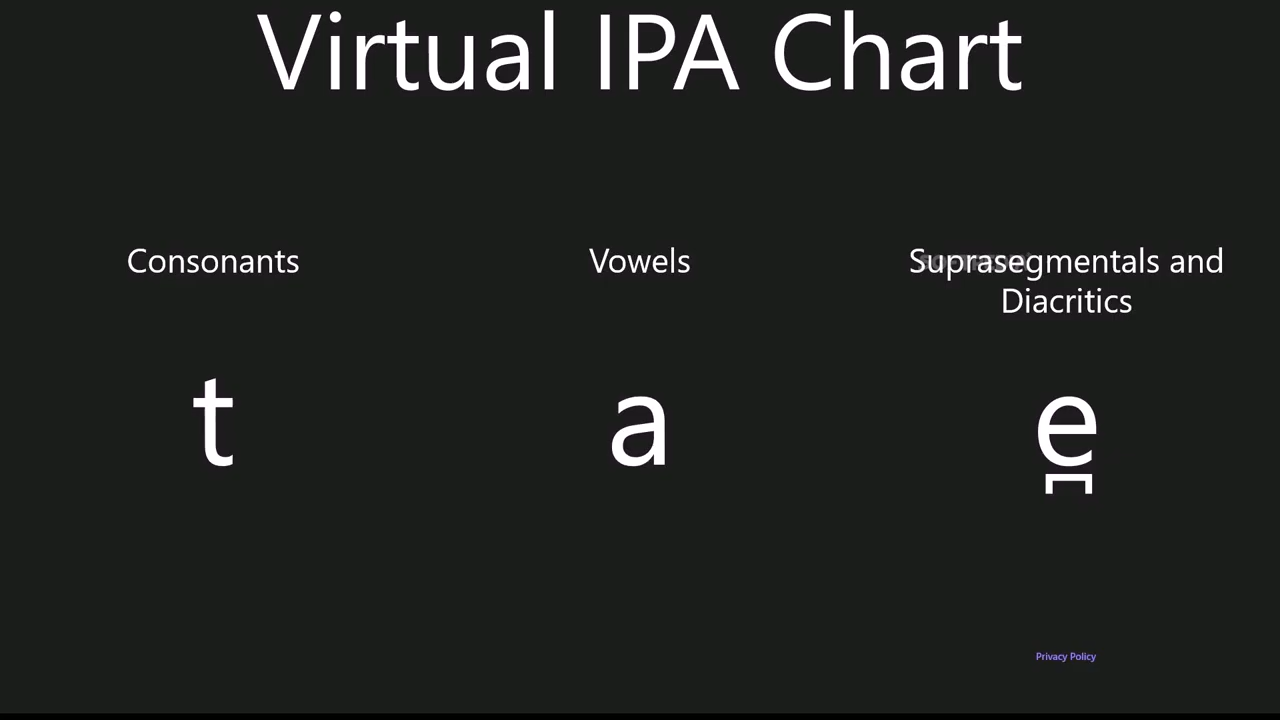 Virtual IPA Chart
Consonants
Vowels
Suprasegmentals and
Diacritics
t
a
e̪
Privacy Policy